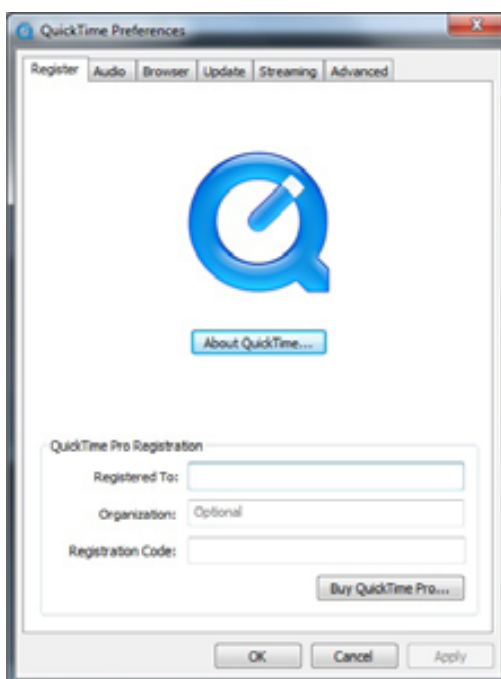 QuickTime Preferences
Register Audio Browser Update Streaming Advanced
About QuickTime...
QuickTime Pro Registration
Registered To:
Organization: Optional
Registration Code:
Buy QuickTime Pro...
OK Cancel Apply